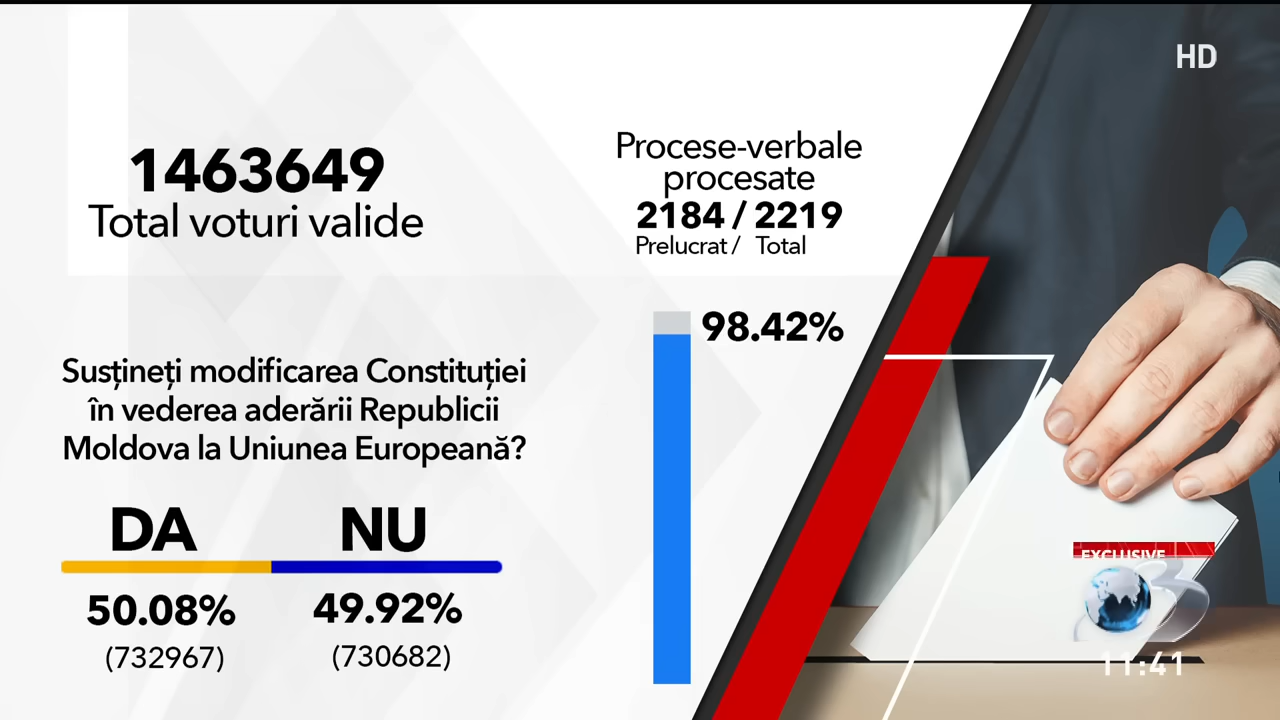 HD
1463649
Total voturi valide
Procese-verbale
procesate
2184 / 2219
Prelucrat / Total
98.42%
Susțineți modificarea Constituției
în vederea aderării Republicii
Moldova la Uniunea Europeană?
DA NU
50.08% 49.92%
(732967) (730682)
EXCLUSIVE
3
11:41